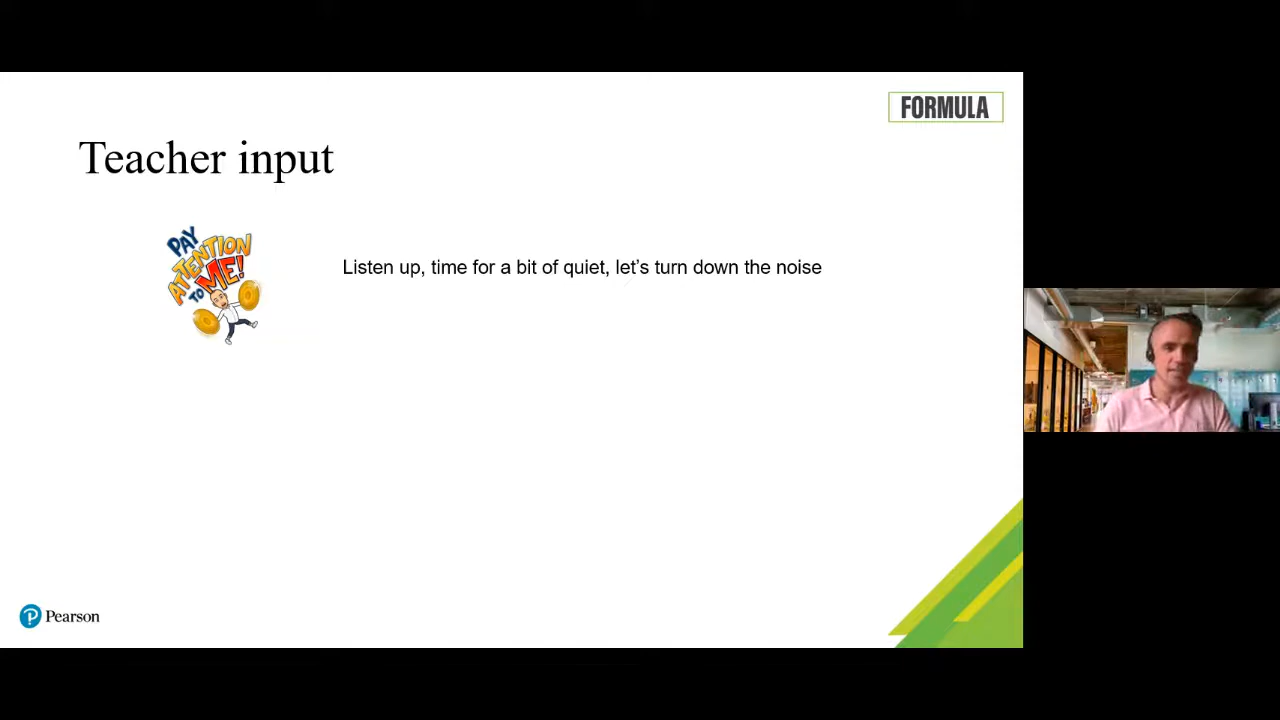 FORMULA
Teacher input
PAY
ATTENTION
TO ME!
Listen up, time for a bit of quiet, let’s turn down the noise
P Pearson